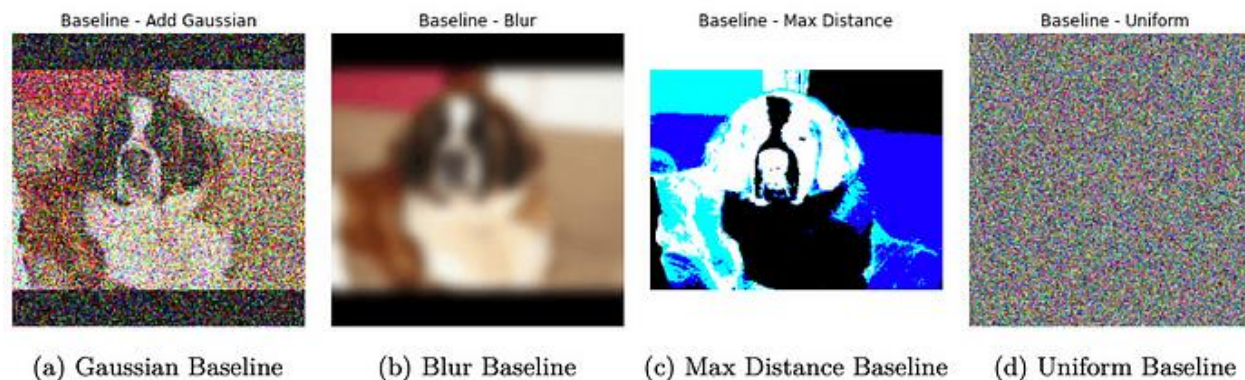 Baseline - Add Gaussian
Baseline - Blur
Baseline - Max Distance
Baseline - Uniform
(a) Gaussian Baseline
(b) Blur Baseline
(c) Max Distance Baseline
(d) Uniform Baseline